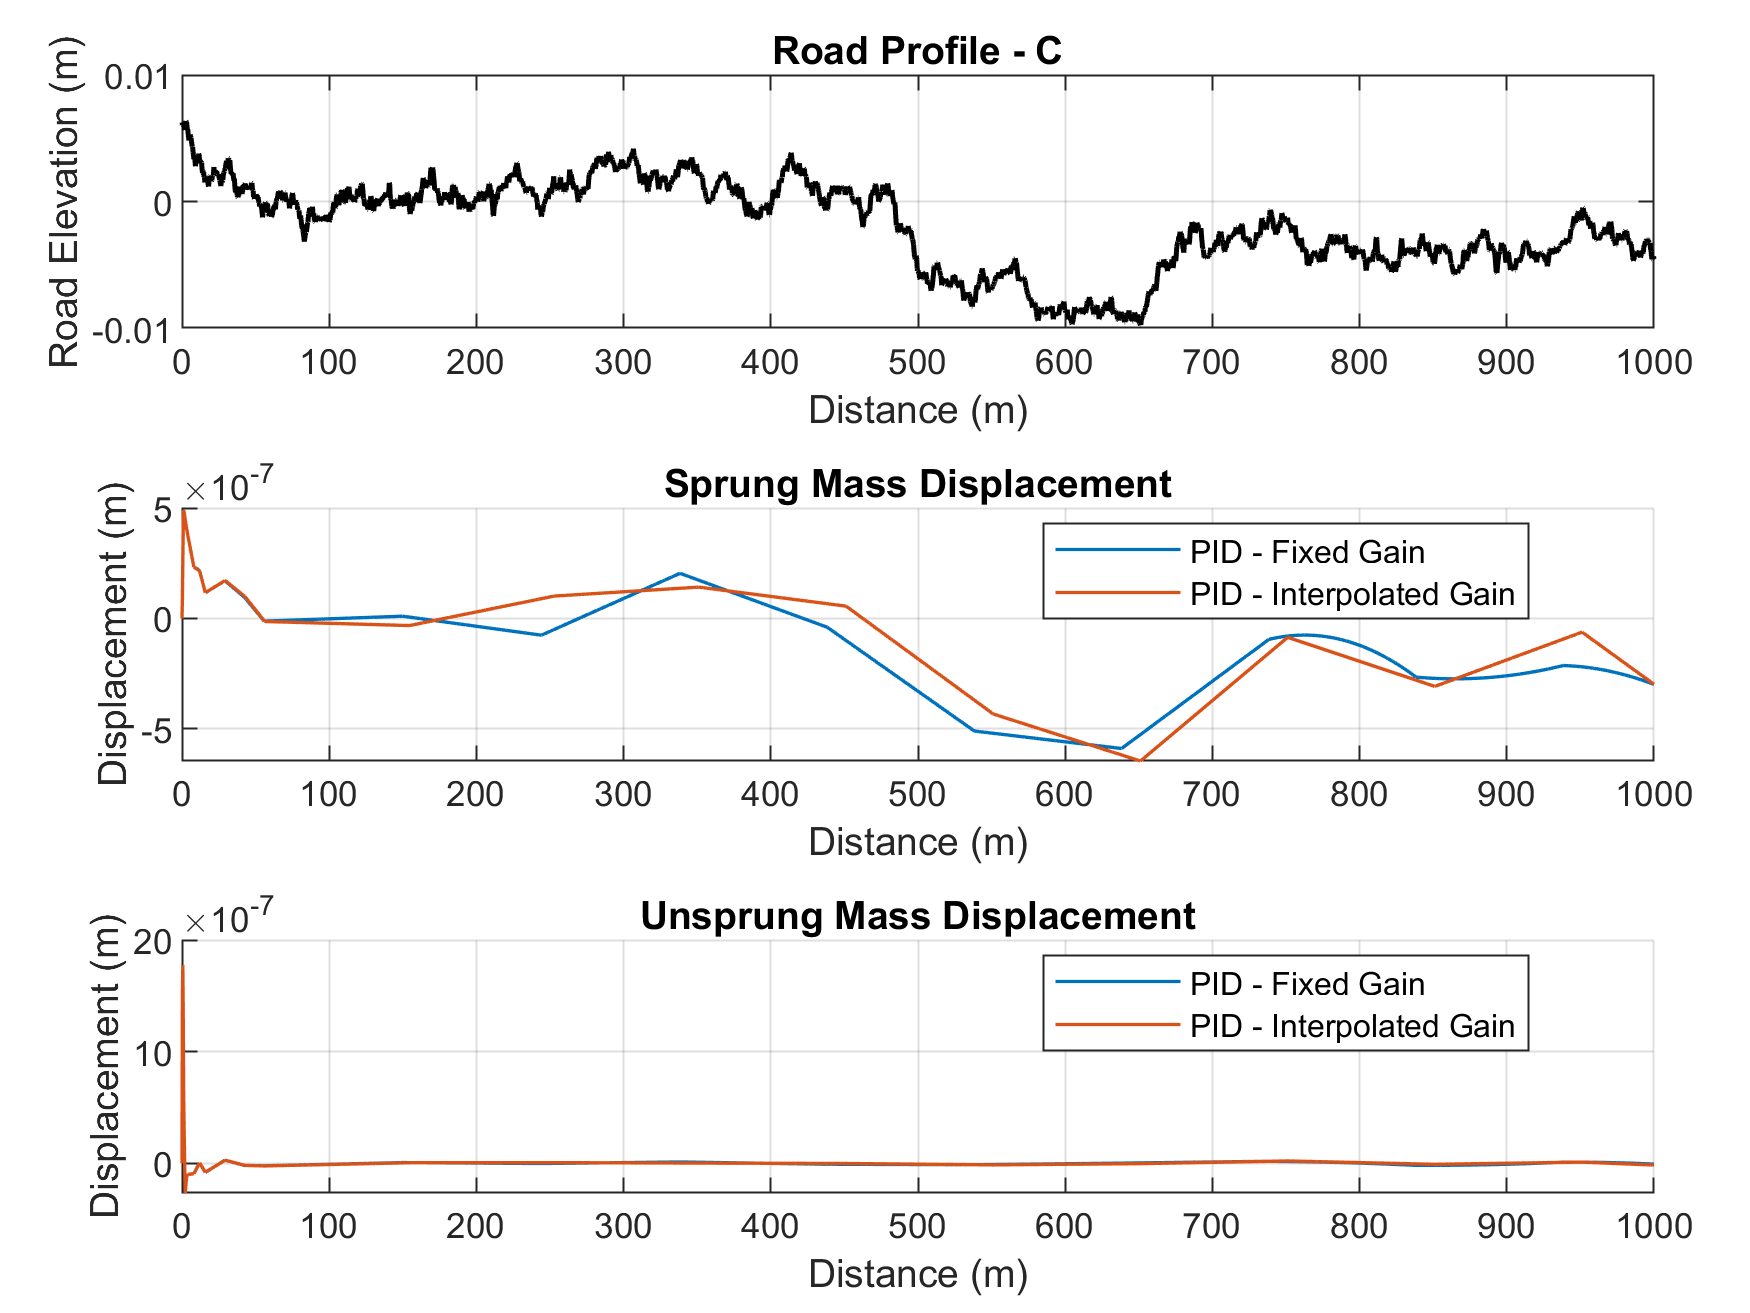 Road Profile - C
Road Elevation (m)
0.01
0
-0.01
0 100 200 300 400 500 600 700 800 900 1000
Distance (m)
Sprung Mass Displacement
×10^-7
Displacement (m)
5
0
-5
PID - Fixed Gain
PID - Interpolated Gain
0 100 200 300 400 500 600 700 800 900 1000
Distance (m)
Unsprung Mass Displacement
×10^-7
Displacement (m)
20
10
0
PID - Fixed Gain
PID - Interpolated Gain
0 100 200 300 400 500 600 700 800 900 1000
Distance (m)